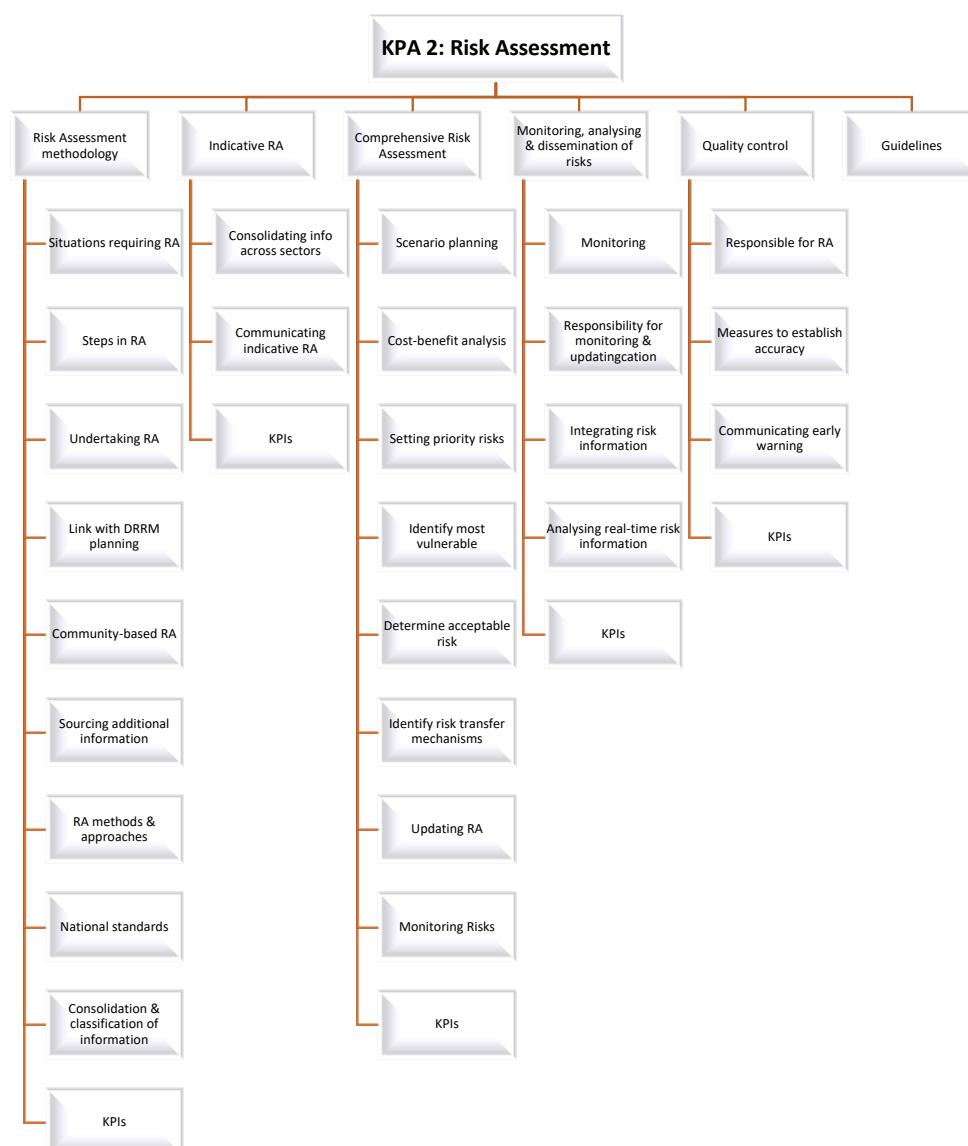 KPA 2: Risk Assessment
Risk Assessment
methodology
Situations requiring RA
Steps in RA
Undertaking RA
Link with DRRM
planning
Community-based RA
Sourcing additional
information
RA methods &
approaches
National standards
Consolidation &
classification of
information
KPIs
Indicative RA
Consolidating info
across sectors
Communicating
indicative RA
KPIs
Comprehensive Risk
Assessment
Scenario planning
Cost-benefit analysis
Setting priority risks
Identify most
vulnerable
Determine acceptable
risk
Identify risk transfer
mechanisms
Updating RA
Monitoring Risks
KPIs
Monitoring, analysing
& dissemination of
risks
Monitoring
Responsibility for
monitoring &
updatingcation
Integrating risk
information
Analysing real-time risk
information
KPIs
Quality control
Responsible for RA
Measures to establish
accuracy
Communicating early
warning
KPIs
Guidelines